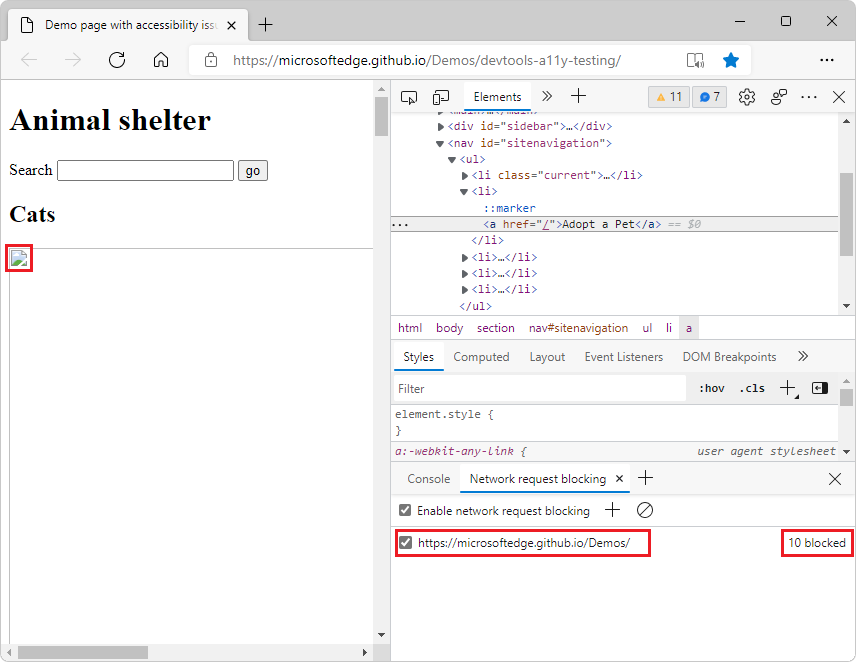 Demo page with accessibility iss
https://microsoftedge.github.io/Demos/devtools-a11y-testing/
Animal shelter
Search go
Cats
Elements 11 7
<div id="sidebar">…</div>
<nav id="sitenavigation">
<ul>
<li class="current">…</li>
<li>
::marker
<a href="/">Adopt a Pet</a> == $0
</li>
<li>…</li>
<li>…</li>
<li>…</li>
</ul>
html body section nav#sitenavigation ul li a
Styles Computed Layout Event Listeners DOM Breakpoints
Filter :hov .cls
element.style {
}
a:-webkit-any-link { user agent stylesheet
Console Network request blocking
Enable network request blocking
https://microsoftedge.github.io/Demos/ 10 blocked